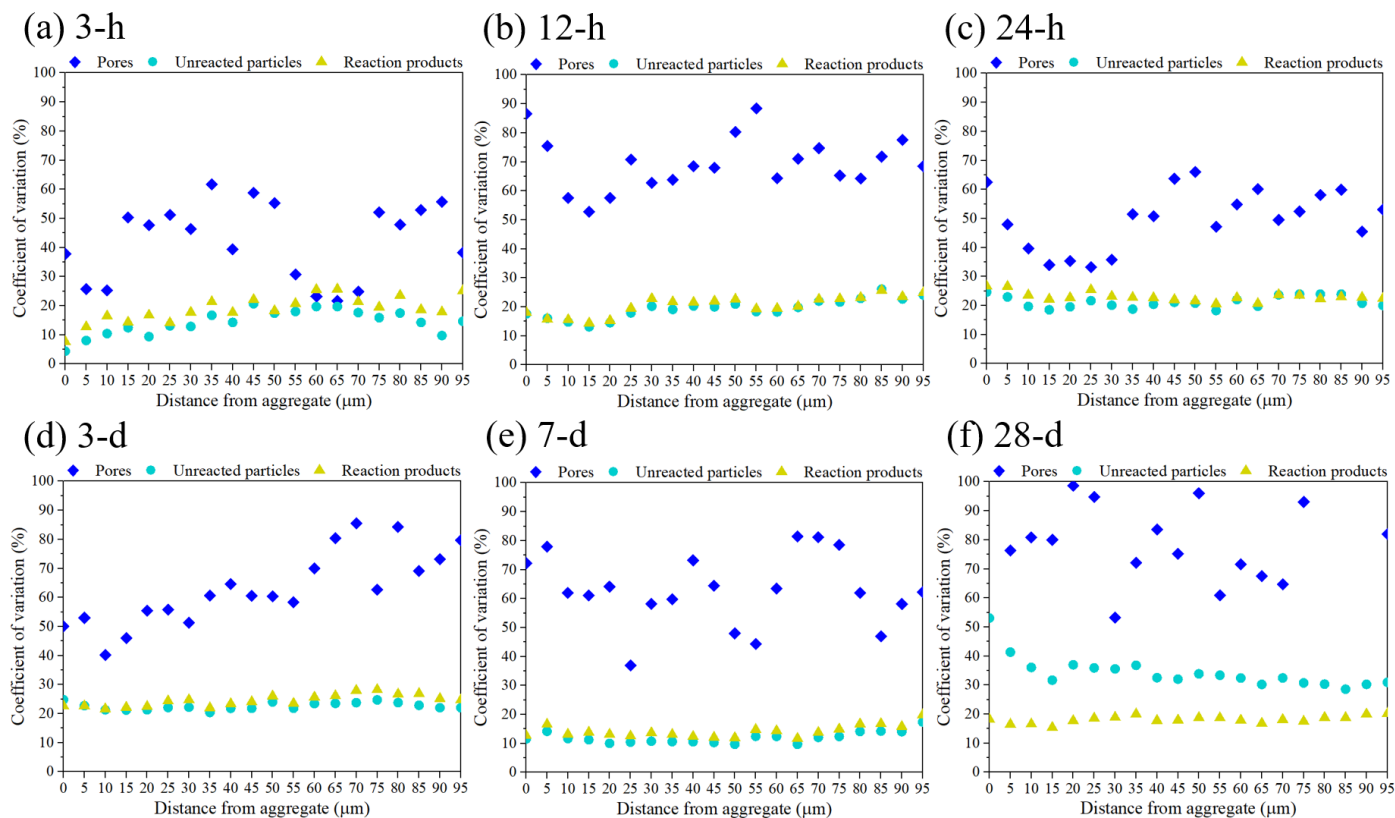 (a) 3-h
Pores Unreacted particles Reaction products
100
90
80
70
60
50
40
30
20
10
0
Coefficient of variation (%)
0 5 10 15 20 25 30 35 40 45 50 55 60 65 70 75 80 85 90 95
Distance from aggregate (μm)
(b) 12-h
Pores Unreacted particles Reaction products
100
90
80
70
60
50
40
30
20
10
0
Coefficient of variation (%)
0 5 10 15 20 25 30 35 40 45 50 55 60 65 70 75 80 85 90 95
Distance from aggregate (μm)
(c) 24-h
Pores Unreacted particles Reaction products
100
90
80
70
60
50
40
30
20
10
0
Coefficient of variation (%)
0 5 10 15 20 25 30 35 40 45 50 55 60 65 70 75 80 85 90 95
Distance from aggregate (μm)
(d) 3-d
Pores Unreacted particles Reaction products
100
90
80
70
60
50
40
30
20
10
0
Coefficient of variation (%)
0 5 10 15 20 25 30 35 40 45 50 55 60 65 70 75 80 85 90 95
Distance from aggregate (μm)
(e) 7-d
Pores Unreacted particles Reaction products
100
90
80
70
60
50
40
30
20
10
0
Coefficient of variation (%)
0 5 10 15 20 25 30 35 40 45 50 55 60 65 70 75 80 85 90 95
Distance from aggregate (μm)
(f) 28-d
Pores Unreacted particles Reaction products
100
90
80
70
60
50
40
30
20
10
0
Coefficient of variation (%)
0 5 10 15 20 25 30 35 40 45 50 55 60 65 70 75 80 85 90 95
Distance from aggregate (μm)